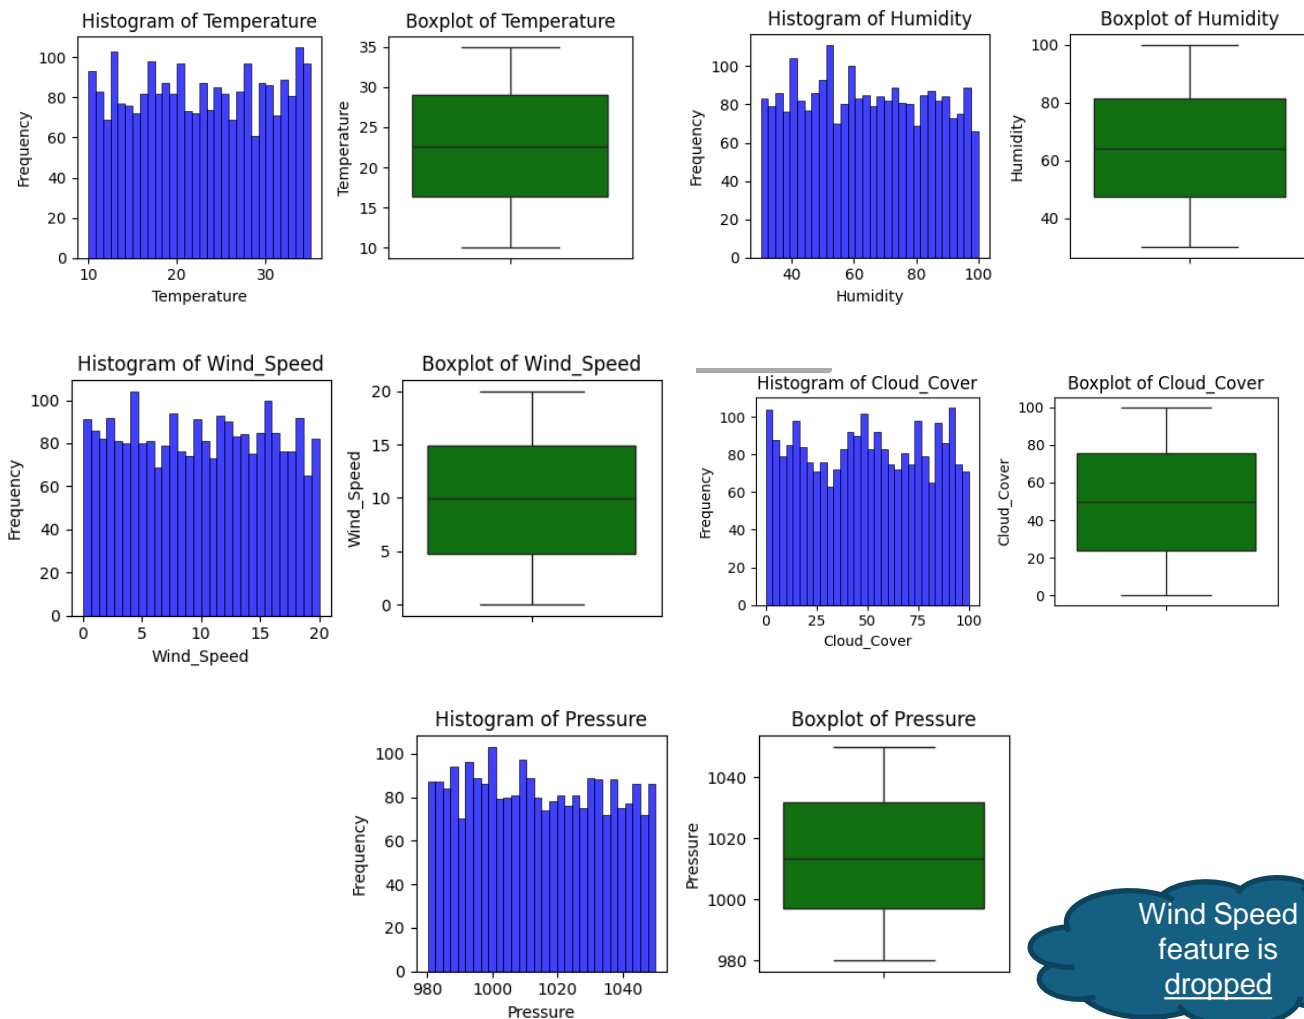 Histogram of Temperature
Frequency
100
80
60
40
20
0
10
20
30
Temperature
Boxplot of Temperature
Temperature
35
30
25
20
15
10
Histogram of Humidity
Frequency
100
80
60
40
20
0
40
60
80
100
Humidity
Boxplot of Humidity
Humidity
100
80
60
40
Histogram of Wind_Speed
Frequency
100
80
60
40
20
0
0
5
10
15
20
Wind_Speed
Boxplot of Wind_Speed
Wind_Speed
20
15
10
5
0
Histogram of Cloud_Cover
Frequency
100
80
60
40
20
0
0
25
50
75
100
Cloud_Cover
Boxplot of Cloud_Cover
Cloud_Cover
100
80
60
40
20
0
Histogram of Pressure
Frequency
100
80
60
40
20
0
980
1000
1020
1040
Pressure
Boxplot of Pressure
Pressure
1040
1020
1000
980
Wind Speed
feature is
dropped